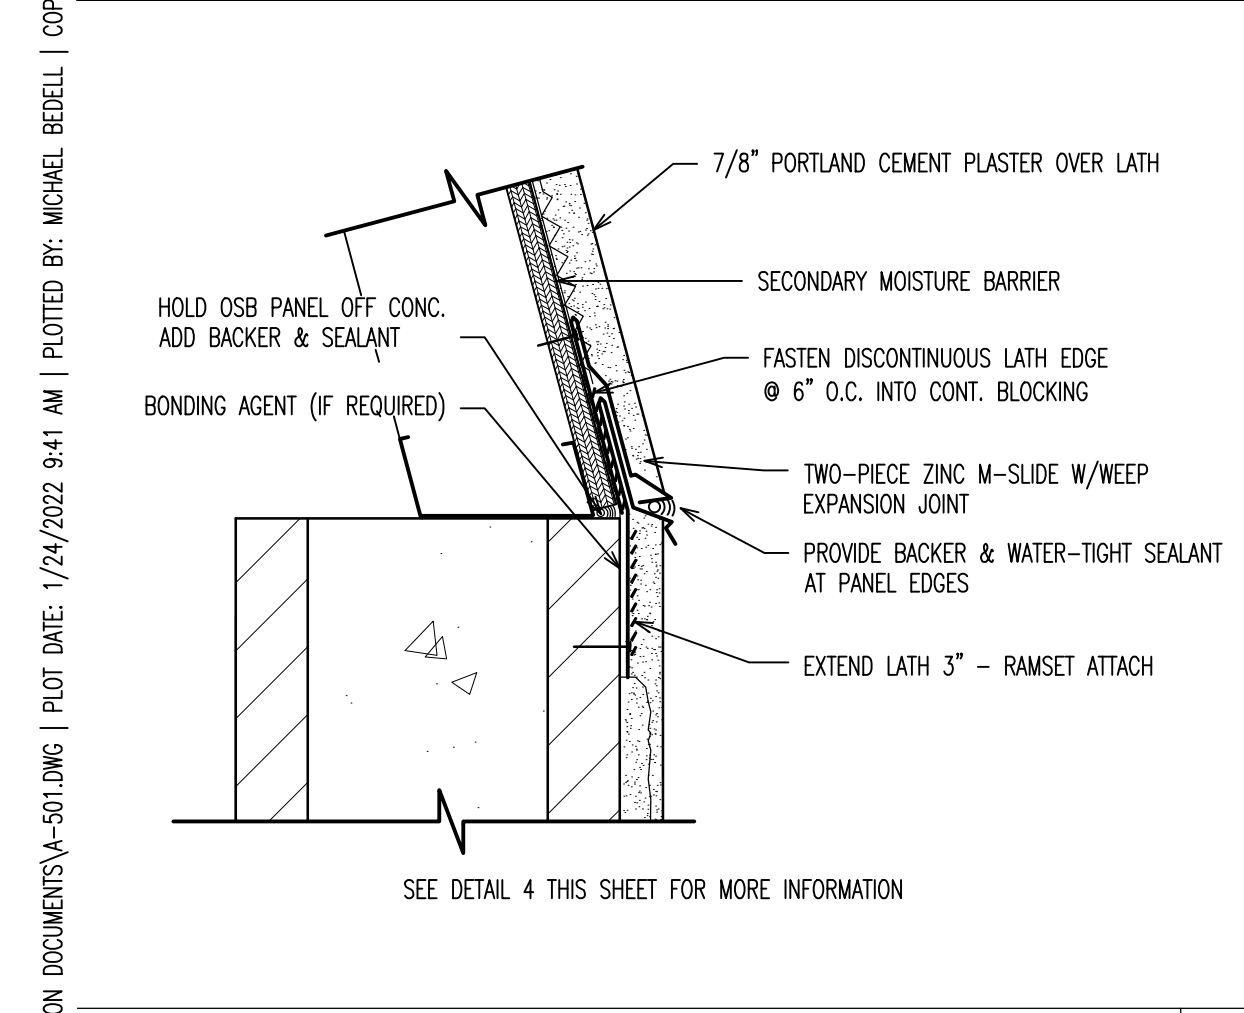 7/8” PORTLAND CEMENT PLASTER OVER LATH
SECONDARY MOISTURE BARRIER
HOLD OSB PANEL OFF CONC.
ADD BACKER & SEALANT
FASTEN DISCONTINUOUS LATH EDGE
@ 6” O.C. INTO CONT. BLOCKING
BONDING AGENT (IF REQUIRED)
TWO-PIECE ZINC M-SLIDE W/WEEP
EXPANSION JOINT
PROVIDE BACKER & WATER-TIGHT SEALANT
AT PANEL EDGES
EXTEND LATH 3” - RAMSET ATTACH
SEE DETAIL 4 THIS SHEET FOR MORE INFORMATION
ON DOCUMENTS\A-501.DWG | PLOT DATE: 1/24/2022 9:41 AM | PLOTTED BY: MICHAEL BEDELL | COP